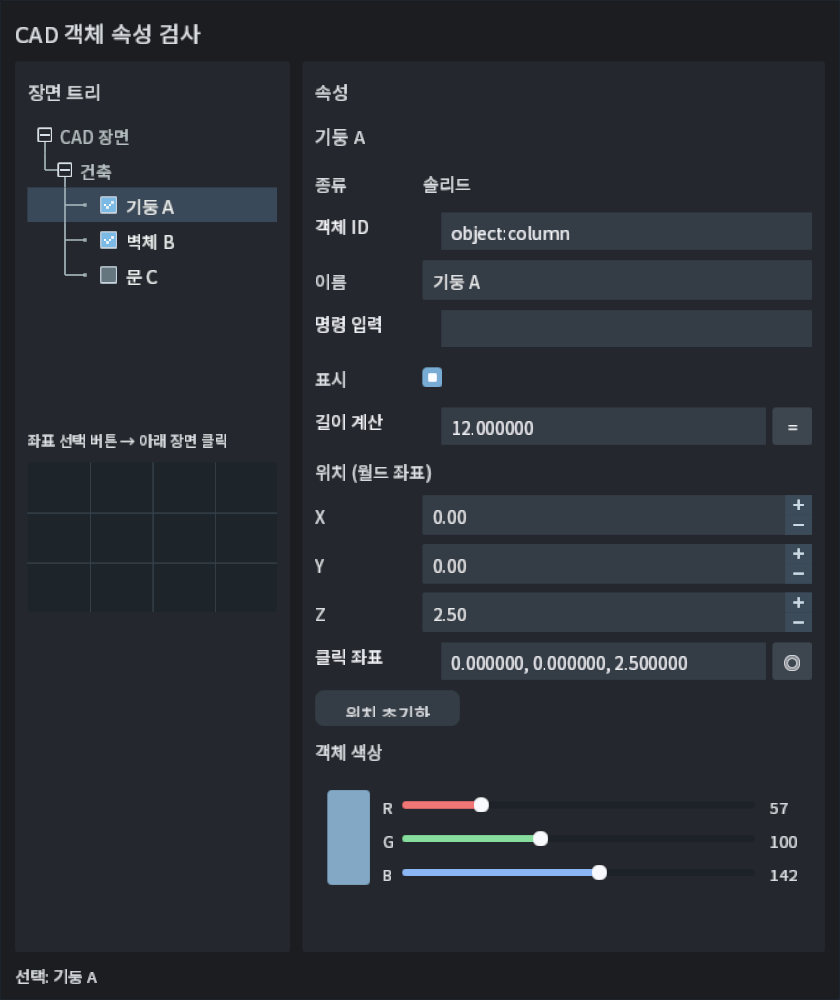 CAD 객체 속성 검사
장면 트리
CAD 장면
건축
기둥 A
벽체 B
문 C
좌표 선택 버튼 → 아래 장면 클릭
속성
기둥 A
종류 솔리드
객체 ID object:column
이름 기둥 A
명령 입력
표시
길이 계산 12.000000 =
위치 (월드 좌표)
X 0.00 + −
Y 0.00 + −
Z 2.50 + −
클릭 좌표 0.000000, 0.000000, 2.500000 ◎
위치 초기화
객체 색상
R 57
G 100
B 142
선택: 기둥 A